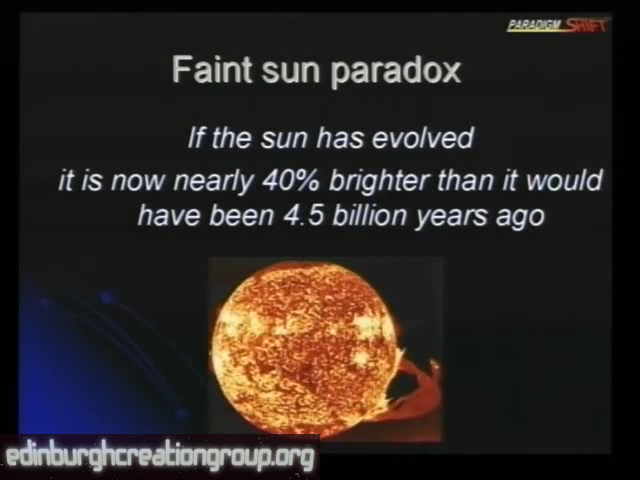 PARADIGM SHIFT
Faint sun paradox
If the sun has evolved
it is now nearly 40% brighter than it would
have been 4.5 billion years ago
edinburghcreationgroup.org